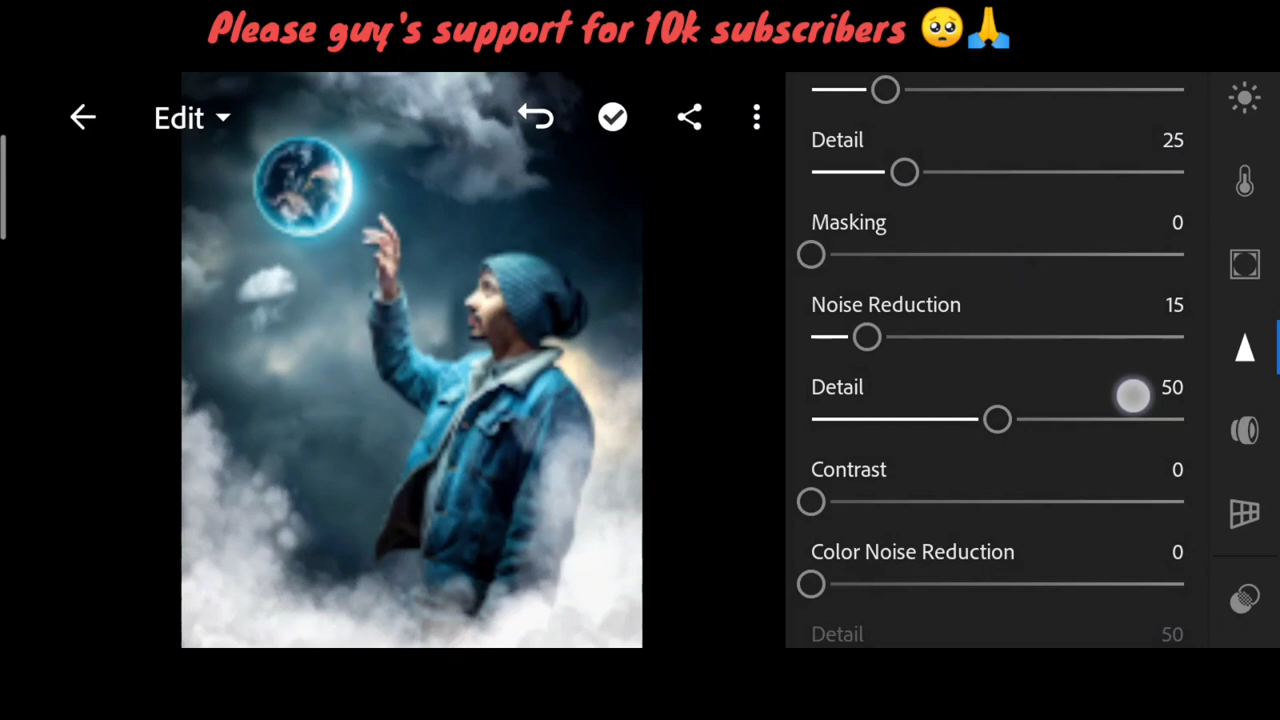 Please guy's support for 10k subscribers 🥺🙏
Edit
Detail 25
Masking 0
Noise Reduction 15
Detail 50
Contrast 0
Color Noise Reduction 0
Detail 50